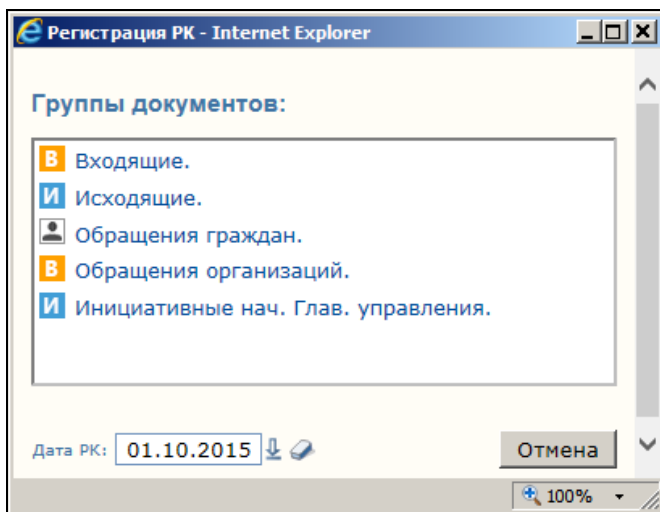 Регистрация РК - Internet Explorer
Группы документов:
В Входящие.
И Исходящие.
Обращения граждан.
В Обращения организаций.
И Инициативные нач. Глав. управления.
Дата РК: 01.10.2015 Отмена
100%